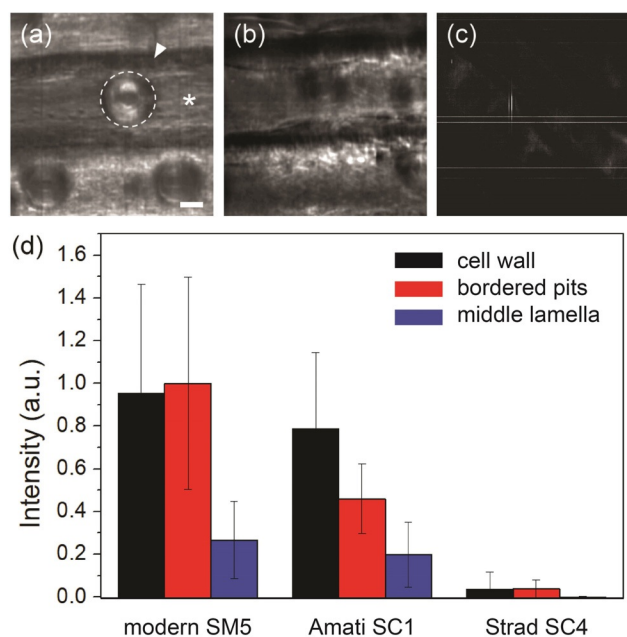 (a)
(b)
(c)
*
(d)
1.6
1.4
1.2
1.0
0.8
0.6
0.4
0.2
0.0
Intensity (a.u.)
cell wall
bordered pits
middle lamella
modern SM5 Amati SC1 Strad SC4